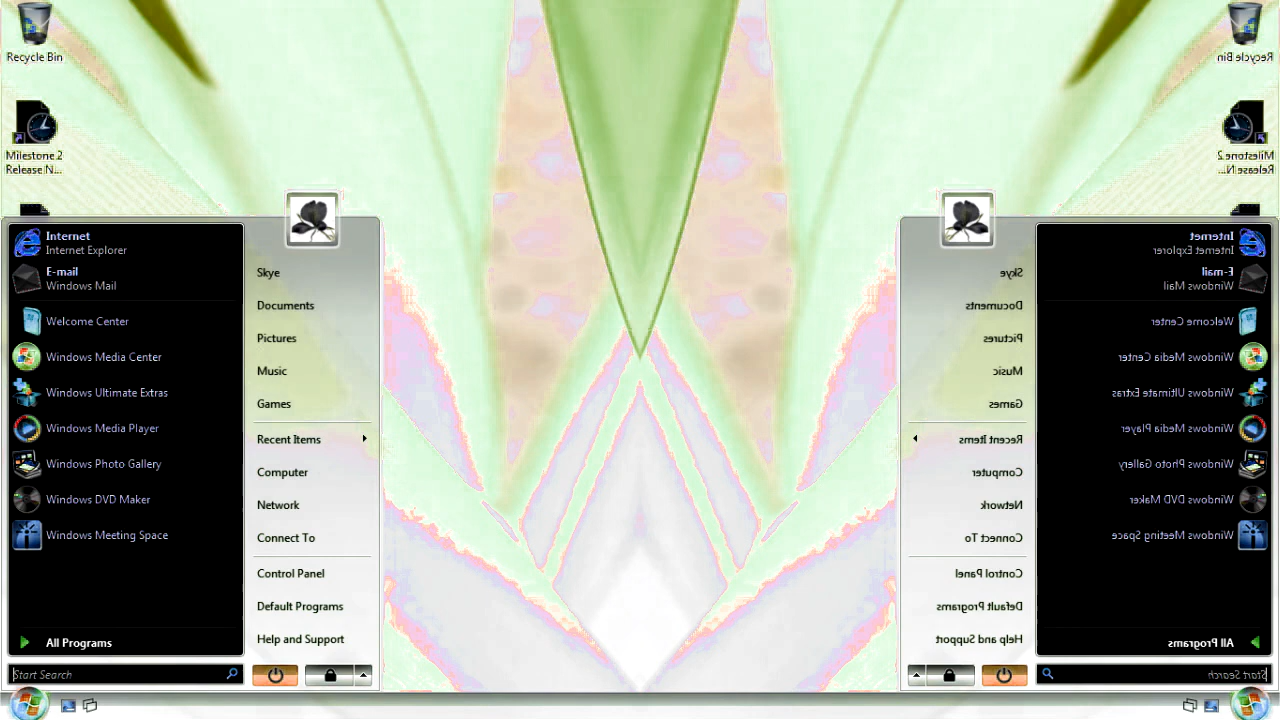 Recycle Bin
Milestone 2
Release N...
Internet
Internet Explorer
E-mail
Windows Mail
Welcome Center
Windows Media Center
Windows Ultimate Extras
Windows Media Player
Windows Photo Gallery
Windows DVD Maker
Windows Meeting Space
All Programs
Start Search
Skye
Documents
Pictures
Music
Games
Recent Items
Computer
Network
Connect To
Control Panel
Default Programs
Help and Support
Skye
Documents
Pictures
Music
Games
Recent Items
Computer
Network
Connect To
Control Panel
Default Programs
Help and Support
Recycle Bin
Milestone 2
Release N...
Internet
Internet Explorer
E-mail
Windows Mail
Welcome Center
Windows Media Center
Windows Ultimate Extras
Windows Media Player
Windows Photo Gallery
Windows DVD Maker
Windows Meeting Space
All Programs
Start Search